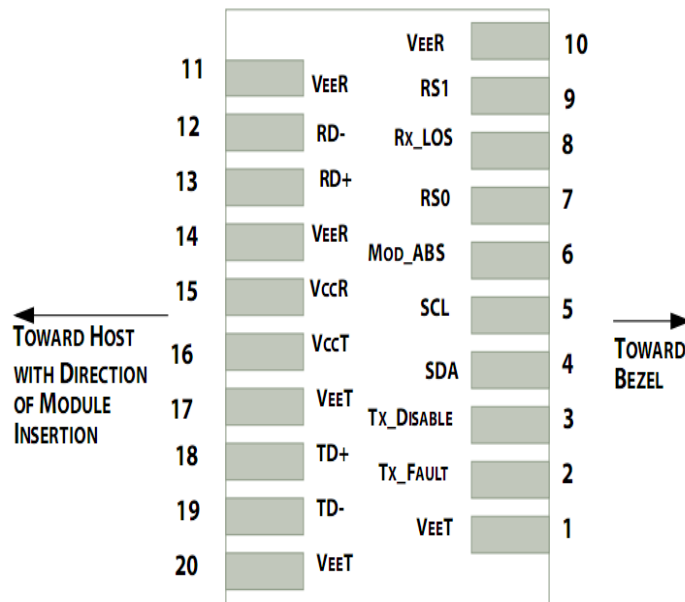 VEER 10
11 VEER
RS1 9
12 RD-
RX_LOS 8
13 RD+
RS0 7
14 VEER
MOD_ABS 6
15 VCCR
SCL 5
TOWARD HOST
WITH DIRECTION
OF MODULE
INSERTION
16 VCCT
TOWARD
BEZEL
SDA 4
17 VEET
TX_DISABLE 3
18 TD+
TX_FAULT 2
19 TD-
VEET 1
20 VEET